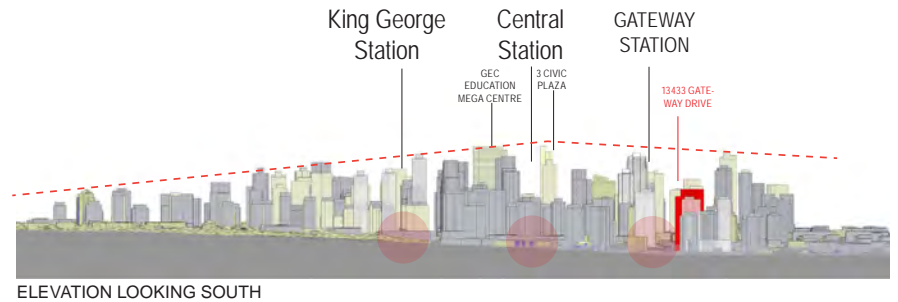 King George
Station
Central
Station
GATEWAY
STATION
GEC
EDUCATION
MEGA CENTRE
3 CIVIC
PLAZA
13433 GATE-
WAY DRIVE
ELEVATION LOOKING SOUTH